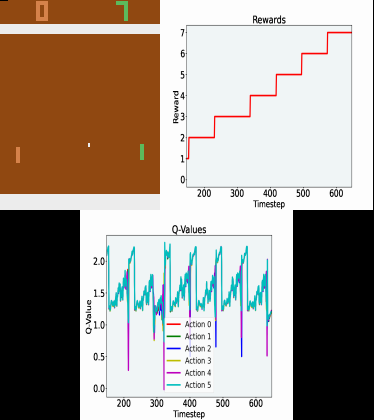 0 7
Rewards
7
6
5
4
3
2
1
0
Reward
200 300 400 500 600
Timestep
Q-Values
2.0
1.5
1.0
0.5
0.0
Q-Value
Action 0
Action 1
Action 2
Action 3
Action 4
Action 5
200 300 400 500 600
Timestep